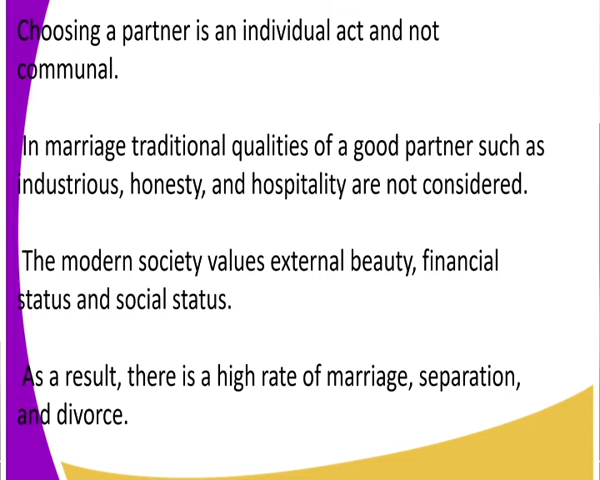 Choosing a partner is an individual act and not
communal.
In marriage traditional qualities of a good partner such as
industrious, honesty, and hospitality are not considered.
The modern society values external beauty, financial
status and social status.
As a result, there is a high rate of marriage, separation,
and divorce.